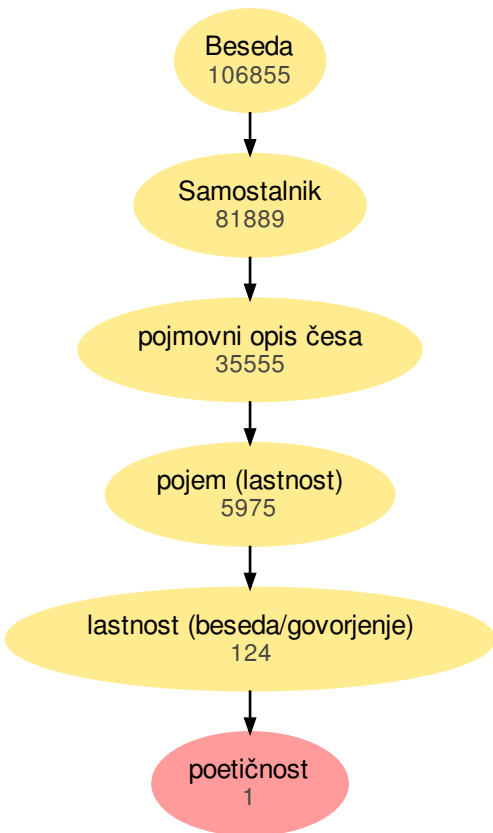 Beseda
106855
Samostalnik
81889
pojmovni opis česa
35555
pojem (lastnost)
5975
lastnost (beseda/govorjenje)
124
poetičnost
1